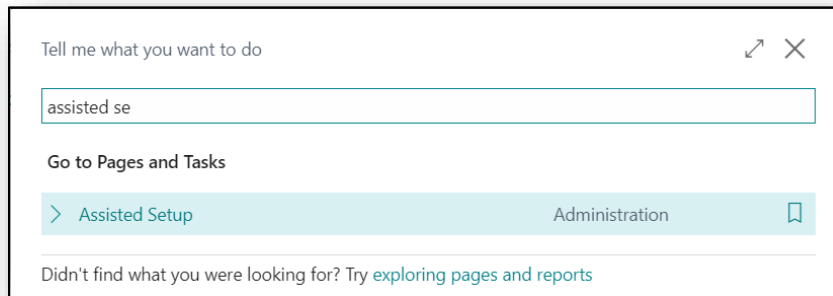 Tell me what you want to do
assisted se
Go to Pages and Tasks
Assisted Setup Administration
Didn't find what you were looking for? Try exploring pages and reports